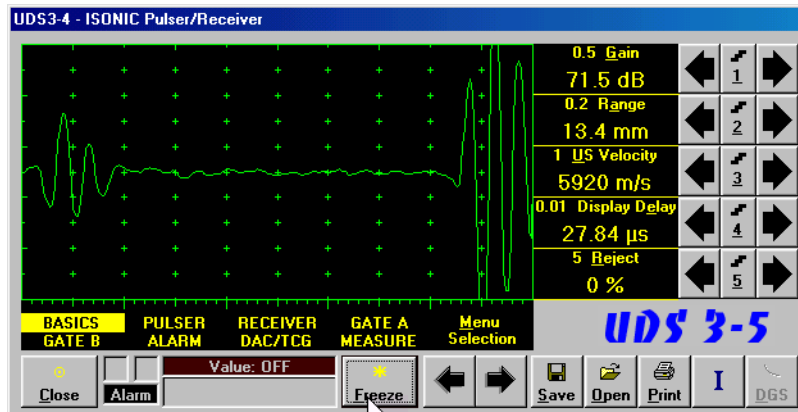 UDS3-4 - ISONIC Pulser/Receiver
0.5 Gain
71.5 dB
1
0.2 Range
13.4 mm
2
1 US Velocity
5920 m/s
3
0.01 Display Delay
27.84 µs
4
5 Reject
0 %
5
BASICS PULSER RECEIVER GATE A Menu
GATE B ALARM DAC/TCG MEASURE Selection
UDS 3-5
Value: OFF
Close Alarm Freeze Save Open Print I DGS